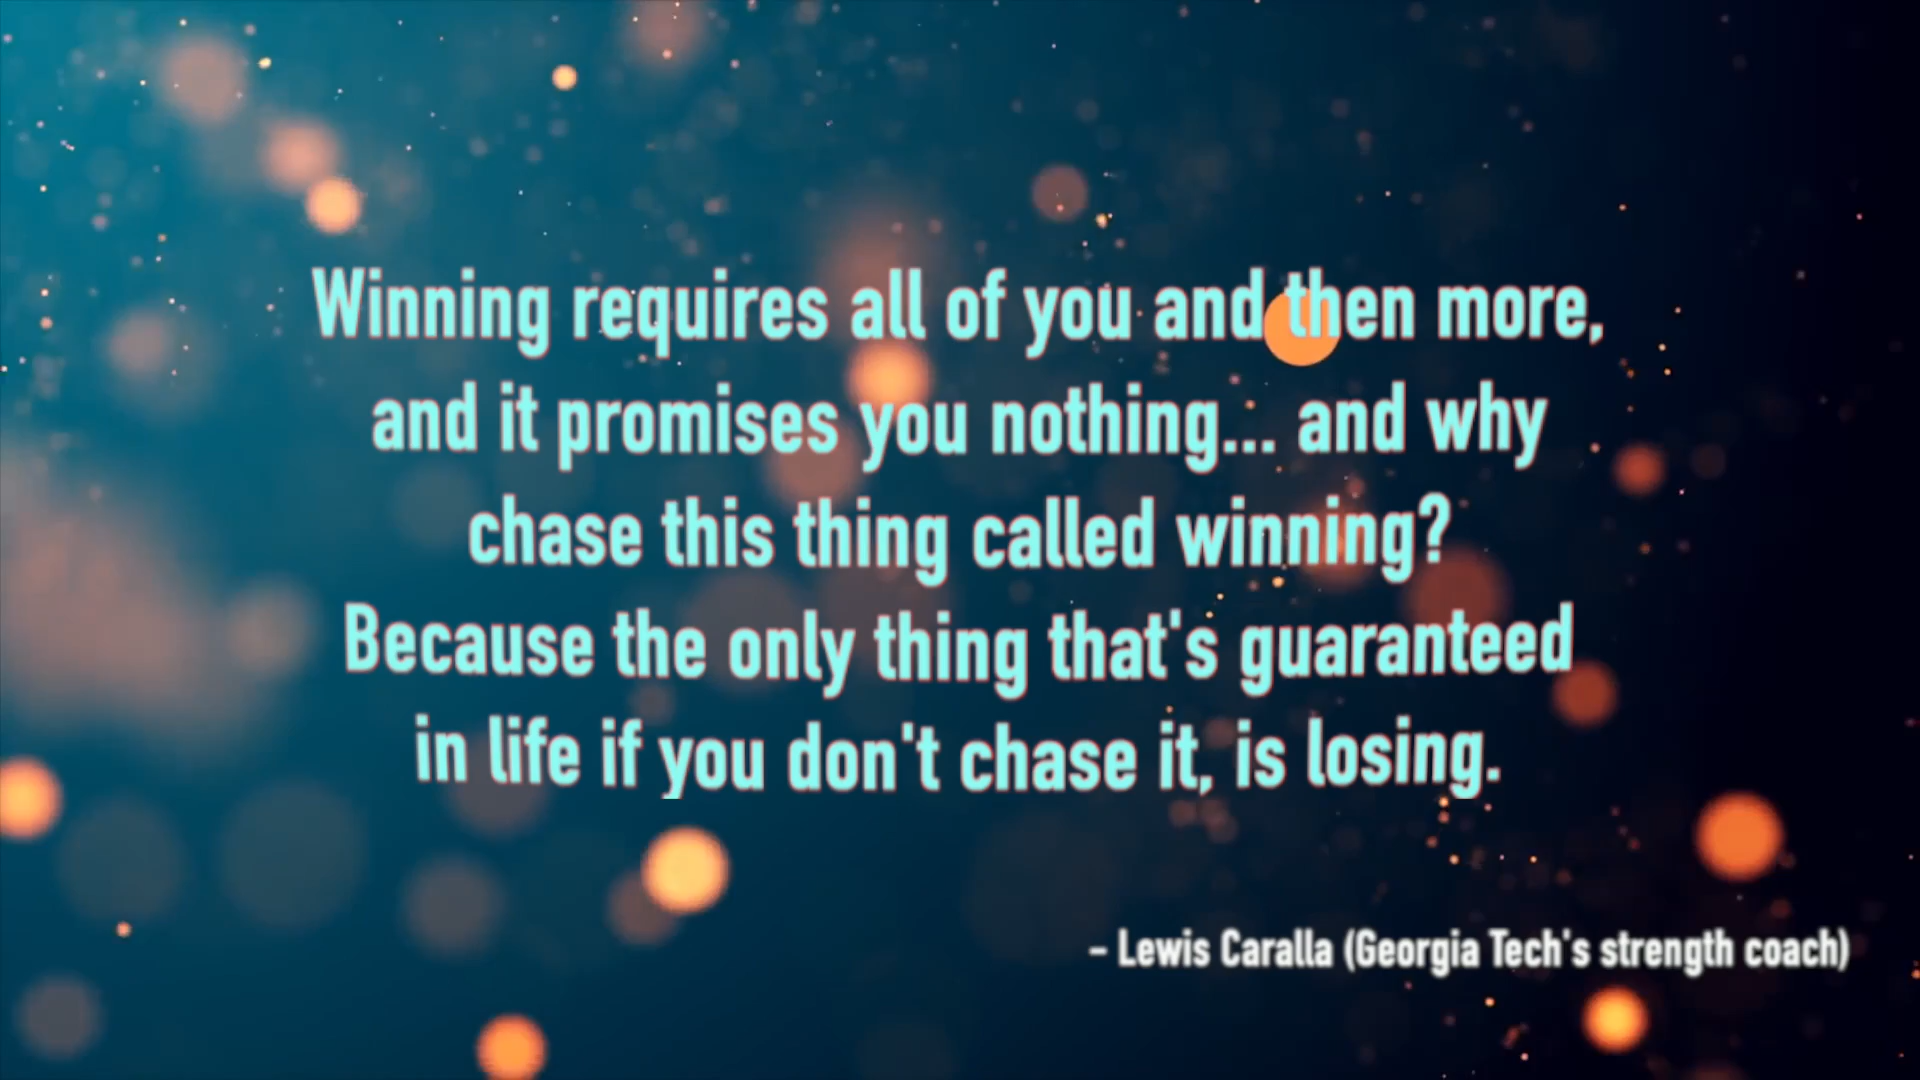 Winning requires all of you and then more,
and it promises you nothing... and why
chase this thing called winning?
Because the only thing that's guaranteed
in life if you don't chase it, is losing.
– Lewis Caralla (Georgia Tech's strength coach)